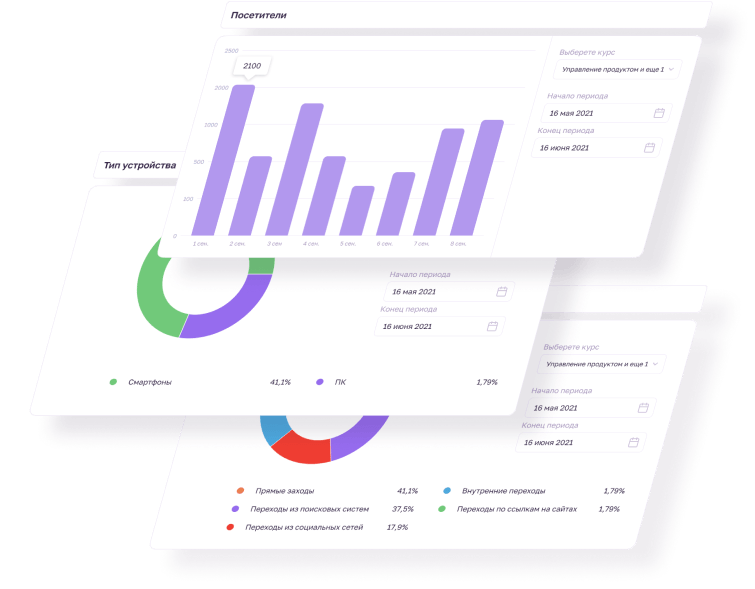 Посетители
2500
2100
2000
1000
500
100
0
1 сен.
2 сен.
3 сен
4 сен.
5 сен.
6 сен.
7 сен.
8 сен.
Выберете курс
Управление продуктом и еще 1
Начало периода
16 мая 2021
Конец периода
16 июня 2021
Тип устройства
Начало периода
16 мая 2021
Конец периода
16 июня 2021
Смартфоны 41,1%
ПК 1,79%
Выберете курс
Управление продуктом и еще 1
Начало периода
16 мая 2021
Конец периода
16 июня 2021
Прямые заходы 41,1%
Внутренние переходы 1,79%
Переходы из поисковых систем 37,5%
Переходы по ссылкам на сайтах 1,79%
Переходы из социальных сетей 17,9%